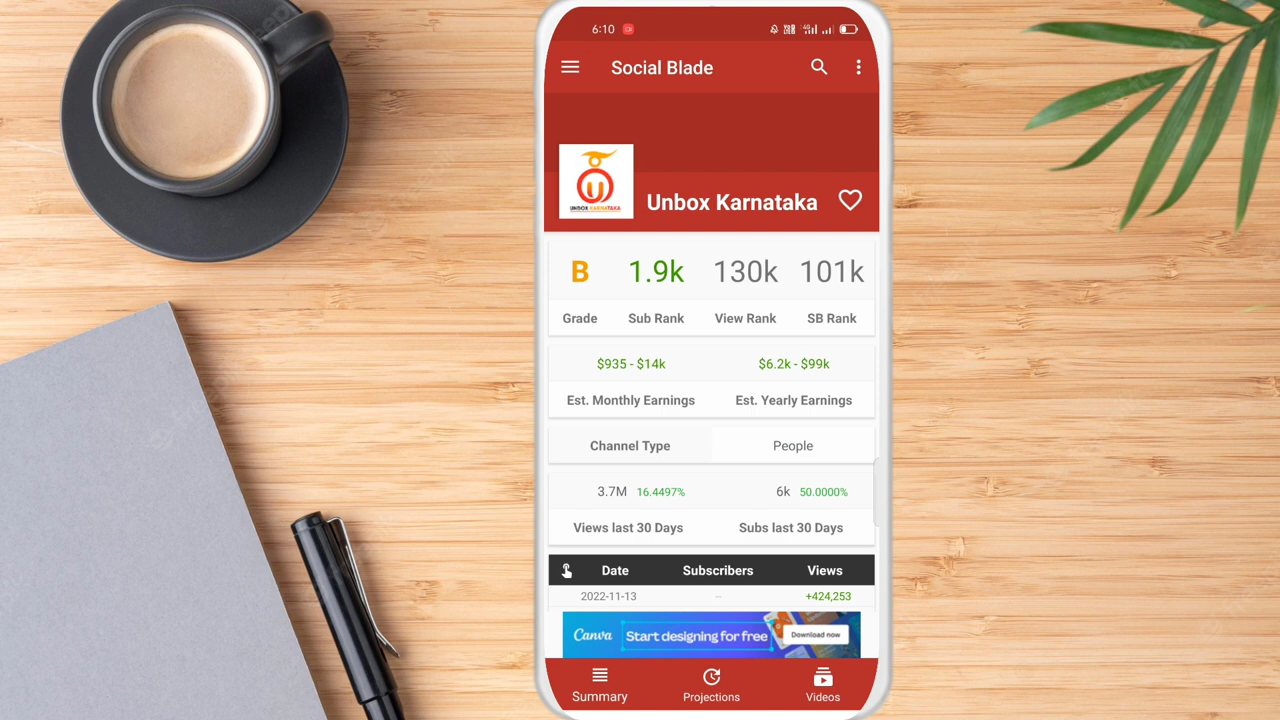 6:10
Social Blade
UNBOX KARNATAKA
Unbox Karnataka
B 1.9k 130k 101k
Grade Sub Rank View Rank SB Rank
$935 - $14k $6.2k - $99k
Est. Monthly Earnings Est. Yearly Earnings
Channel Type People
3.7M 16.4497% 6k 50.0000%
Views last 30 Days Subs last 30 Days
Date Subscribers Views
2022-11-13 -- +424,253
Canva Start designing for free Download now
Summary Projections Videos